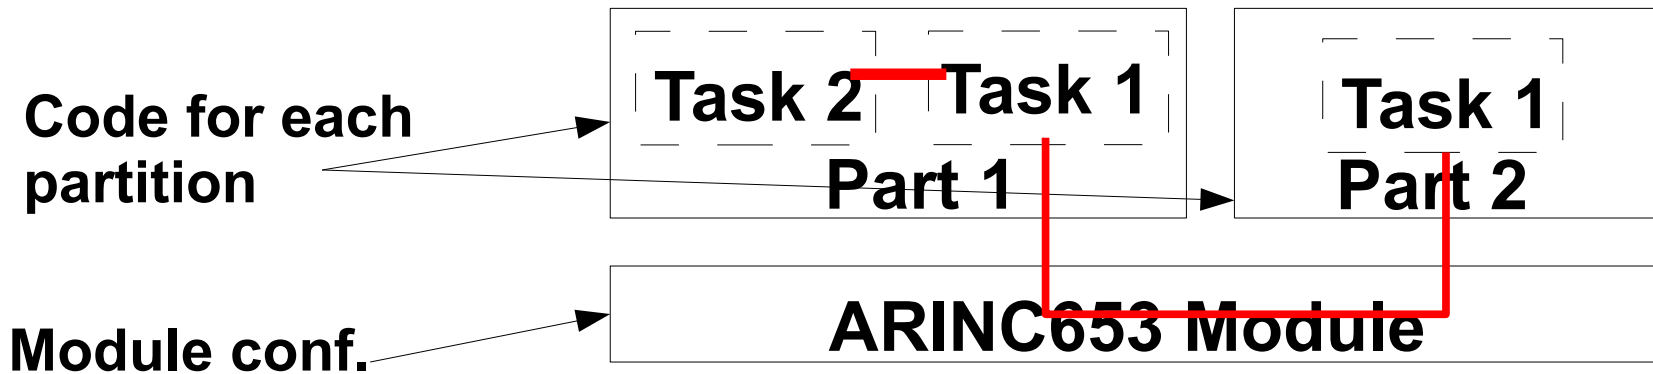 Code for each
partition
Task 2
Task 1
Part 1
Task 1
Part 2
Module conf.
ARINC653 Module